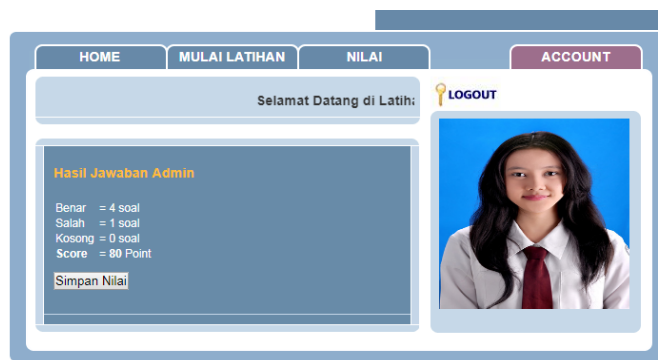 HOME
MULAI LATIHAN
NILAI
ACCOUNT
Selamat Datang di
LOGOUT
Hasil Jawaban Admin
Benar = 4 soal
Salah = 1 soal
Kosong = 0 soal
Score = 80 Point
Simpan Nilai